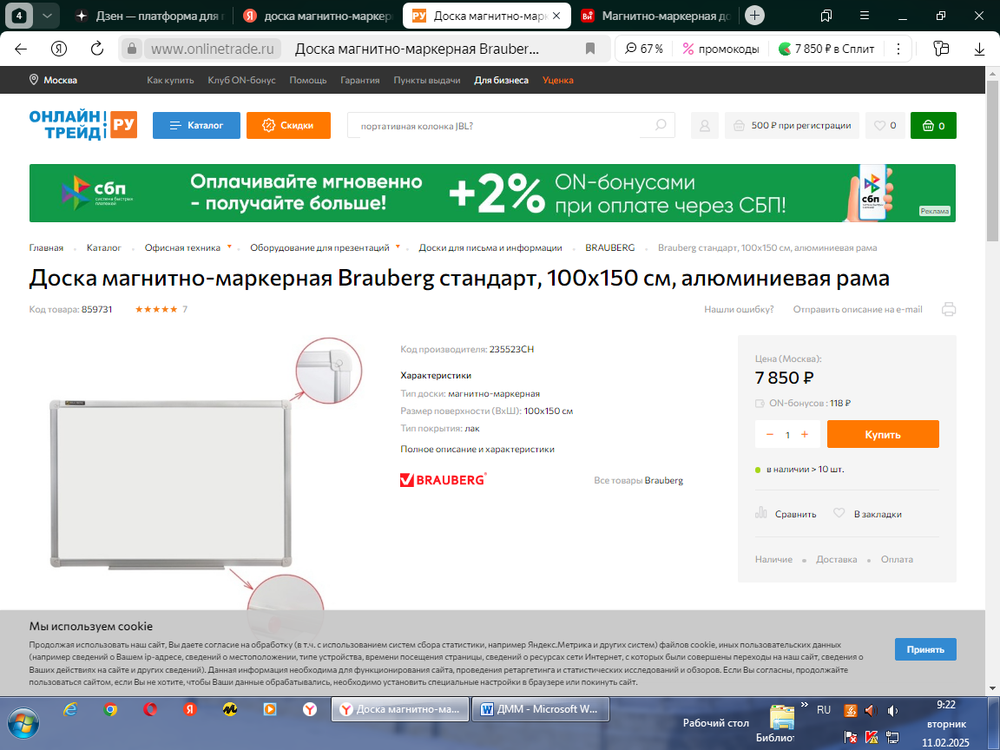 4
Дзен — платформа для
доска магнитно-маркер
Доска магнитно-марк
Магнитно-маркерная до
www.onlinetrade.ru Доска магнитно-маркерная Brauber... 67 % промокоды 7 850 ₽ в Сплит
Москва Как купить Клуб ON-бонус Помощь Гарантия Пункты выдачи Для бизнеса Уценка
ОНЛАЙН ТРЕЙД РУ
Каталог
Скидки
портативная колонка JBL?
500 ₽ при регистрации
0
0
сбп
система быстрых платежей
Оплачивайте мгновенно
- получайте больше!
+2%
ON-бонусами
при оплате через СБП!
сбп
Реклама
Главная Каталог Офисная техника Оборудование для презентаций Доски для письма и информации BRAUBERG Brauberg стандарт, 100x150 см, алюминиевая рама
Доска магнитно-маркерная Brauberg стандарт, 100x150 см, алюминиевая рама
Код товара: 859731 ★★★★★ 7 Нашли ошибку? Отправить описание на e-mail
Код производителя: 235523CH
Характеристики
Тип доски: магнитно-маркерная
Размер поверхности (ВхШ): 100x150 см
Тип покрытия: лак
Полное описание и характеристики
BRAUBERG
Все товары Brauberg
Цена (Москва):
7 850 ₽
ON-бонусов : 118 ₽
− 1 + Купить
в наличии > 10 шт.
Сравнить В закладки
Наличие Доставка Оплата
Мы используем cookie
Продолжая использовать наш сайт, Вы даете согласие на обработку (в т.ч. с использованием систем сбора статистики, например Яндекс.Метрика и других систем) файлов cookie, иных пользовательских данных
(например сведений о Вашем ip-адресе, сведений о местоположении, типе устройства, времени посещения страницы, сведений о ресурсах сети Интернет, с которых были совершены переходы на наш сайт, сведения о
Ваших действиях на сайте и других сведений). Данная информация необходима для функционирования сайта, проведения ретаргетинга и статистических исследований и обзоров. Если Вы согласны, продолжайте
пользоваться сайтом, если Вы не хотите, чтобы Ваши данные обрабатывались, необходимо установить специальные настройки в браузере или покинуть сайт.
Принять
Доска магнитно-ма...
ДММ - Microsoft W...
Рабочий стол
Библиот
RU
9:22
вторник
11.02.2025